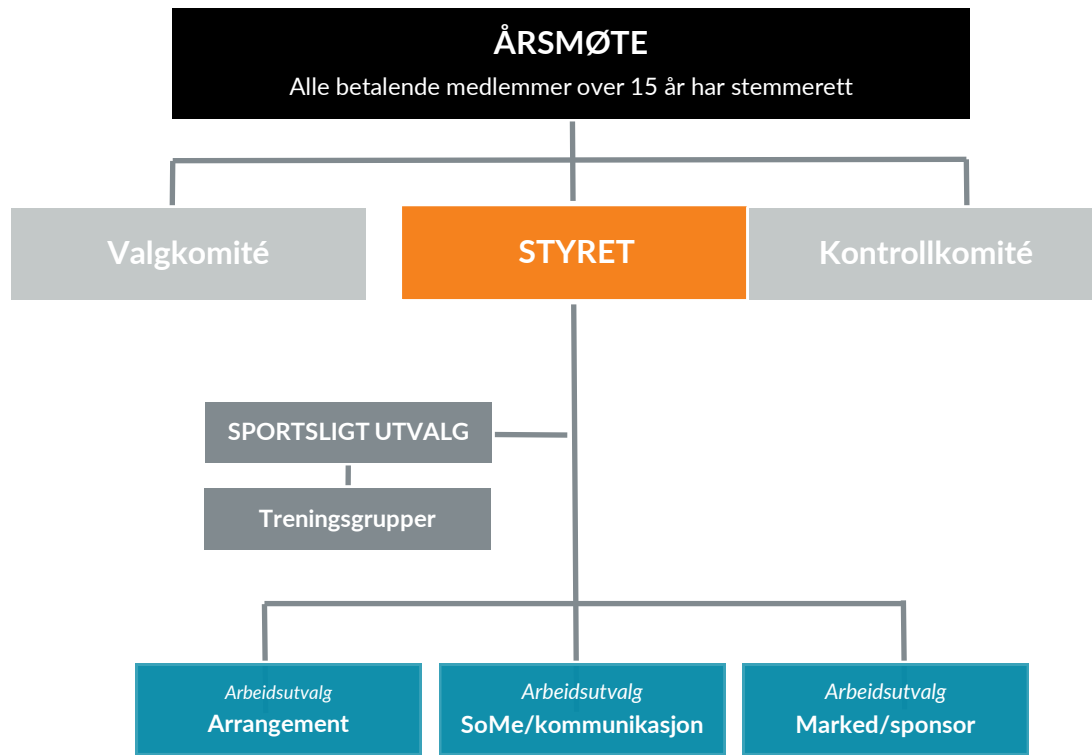 ÅRSMØTE
Alle betalende medlemmer over 15 år har stemmerett
Valgkomité
STYRET
Kontrollkomité
SPORTSLIGT UTVALG
Treningsgrupper
Arbeidsutvalg
Arrangement
Arbeidsutvalg
SoMe/kommunikasjon
Arbeidsutvalg
Marked/sponsor